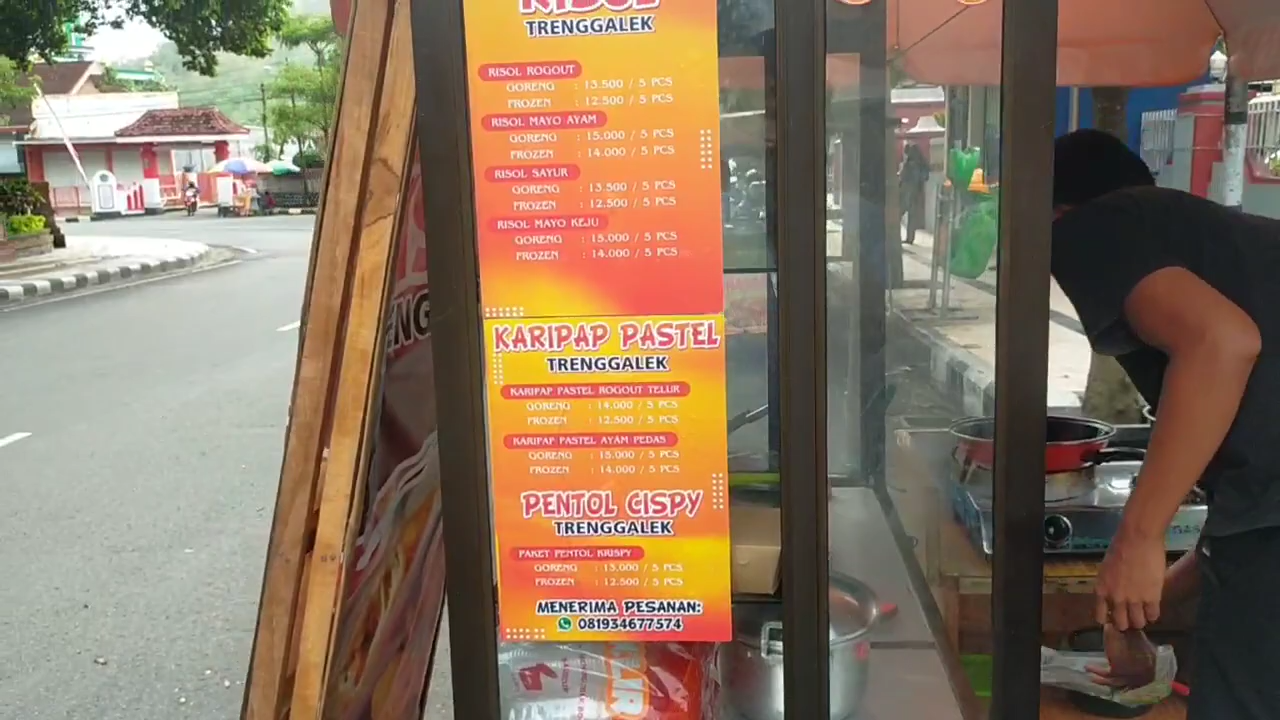 RISOL
TRENGGALEK
RISOL ROGOUT
GORENG : 13.500 / 5 PCS
FROZEN : 12.500 / 5 PCS
RISOL MAYO AYAM
GORENG : 15.000 / 5 PCS
FROZEN : 14.000 / 5 PCS
RISOL SAYUR
GORENG : 13.500 / 5 PCS
FROZEN : 12.500 / 5 PCS
RISOL MAYO KEJU
GORENG : 15.000 / 5 PCS
FROZEN : 14.000 / 5 PCS
KARIPAP PASTEL
TRENGGALEK
KARIPAP PASTEL ROGOUT TELUR
GORENG : 14.000 / 5 PCS
FROZEN : 12.500 / 5 PCS
KARIPAP PASTEL AYAM PEDAS
GORENG : 15.000 / 5 PCS
FROZEN : 14.000 / 5 PCS
PENTOL CISPY
TRENGGALEK
PAKET PENTOL KRISPY
GORENG : 13.000 / 5 PCS
FROZEN : 12.500 / 5 PCS
MENERIMA PESANAN:
081934677574